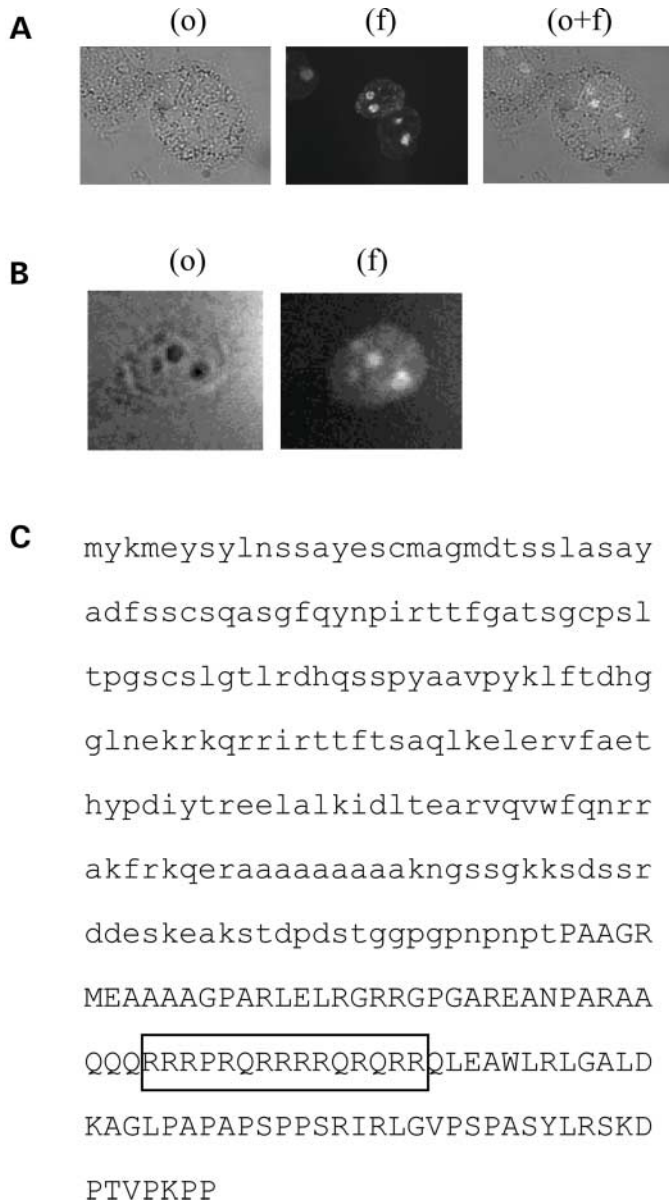 A
(o) (f) (o+f)
B
(o) (f)
C
mykmeysylnssayescmagmdtsslasay
adfsscsqasgfqynpirttfgatsgcpsl
tpgscslgtlrdhqsspyaavpyklftdhg
glnekrkqrrirttftsaqlkelervfaet
hypdiytreelalkidltearvqvwfqnrr
akfrkqeraaaaaaaaakngssgkksdssr
ddeskeakstdpdstggpgpnpnptPAAGR
MEAAAAGPARLELRGRRGPGAREANPARAA
QQQRRRPRQRRRRQRQRRQLEAWLRLGALD
KAGLPAPAPSPPSRIRLGVPSPASYLRSKD
PTVPKPP